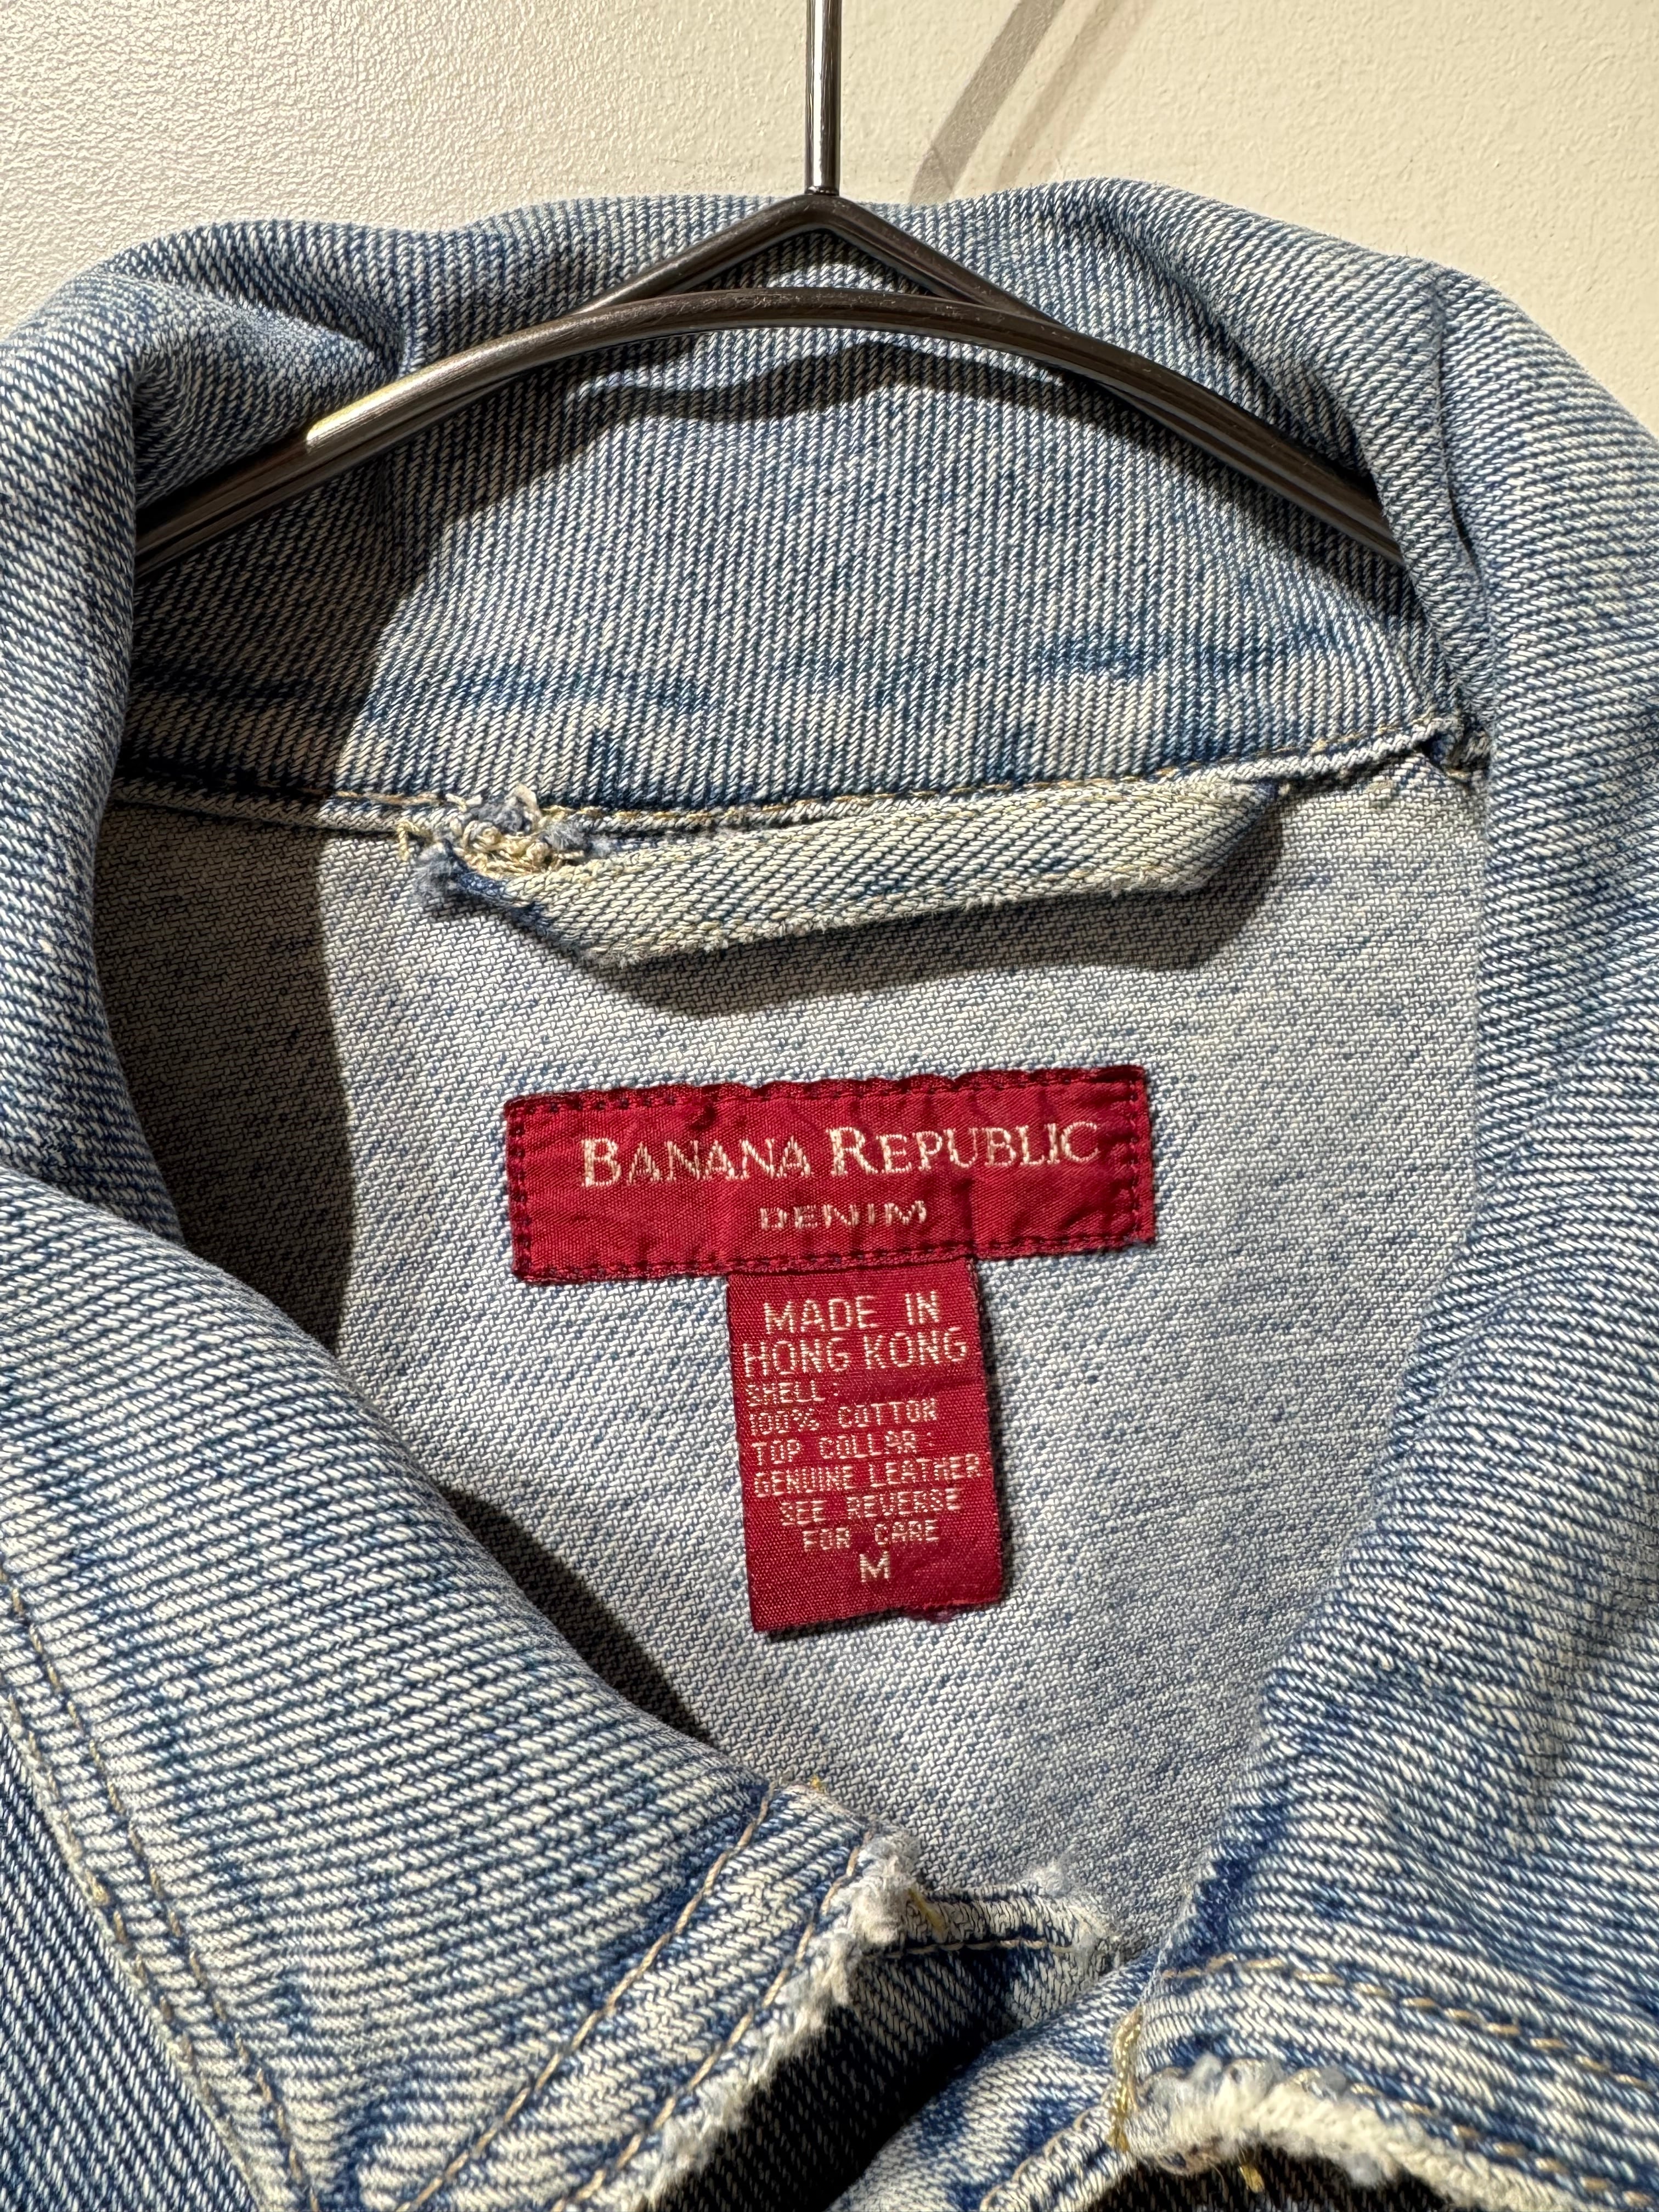 BANANA REPUBLIC
DENIM
MADE IN
HONG KONG
SHELL:
100% COTTON
TOP COLLAR:
GENUINE LEATHER
SEE REVERSE
FOR CARE
M